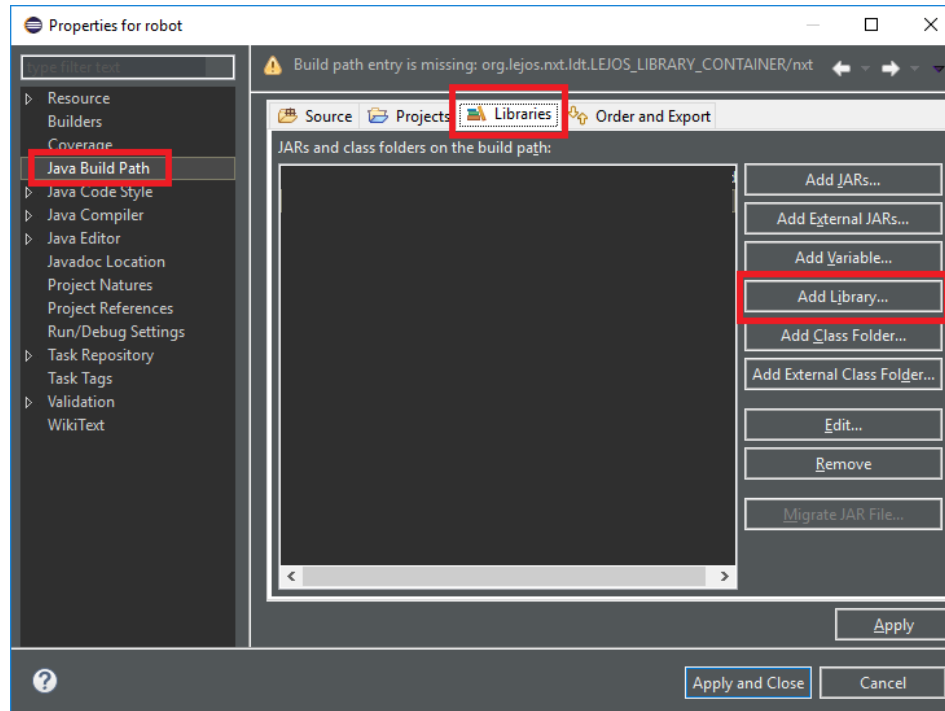 Properties for robot
type filter text
Build path entry is missing: org.lejos.nxt.ldt.LEJOS_LIBRARY_CONTAINER/nxt
Resource
Builders
Coverage
Java Build Path
Java Code Style
Java Compiler
Java Editor
Javadoc Location
Project Natures
Project References
Run/Debug Settings
Task Repository
Task Tags
Validation
WikiText
Source
Projects
Libraries
Order and Export
JARs and class folders on the build path:
Add JARs...
Add External JARs...
Add Variable...
Add Library...
Add Class Folder...
Add External Class Folder...
Edit...
Remove
Migrate JAR File...
Apply
Apply and Close
Cancel